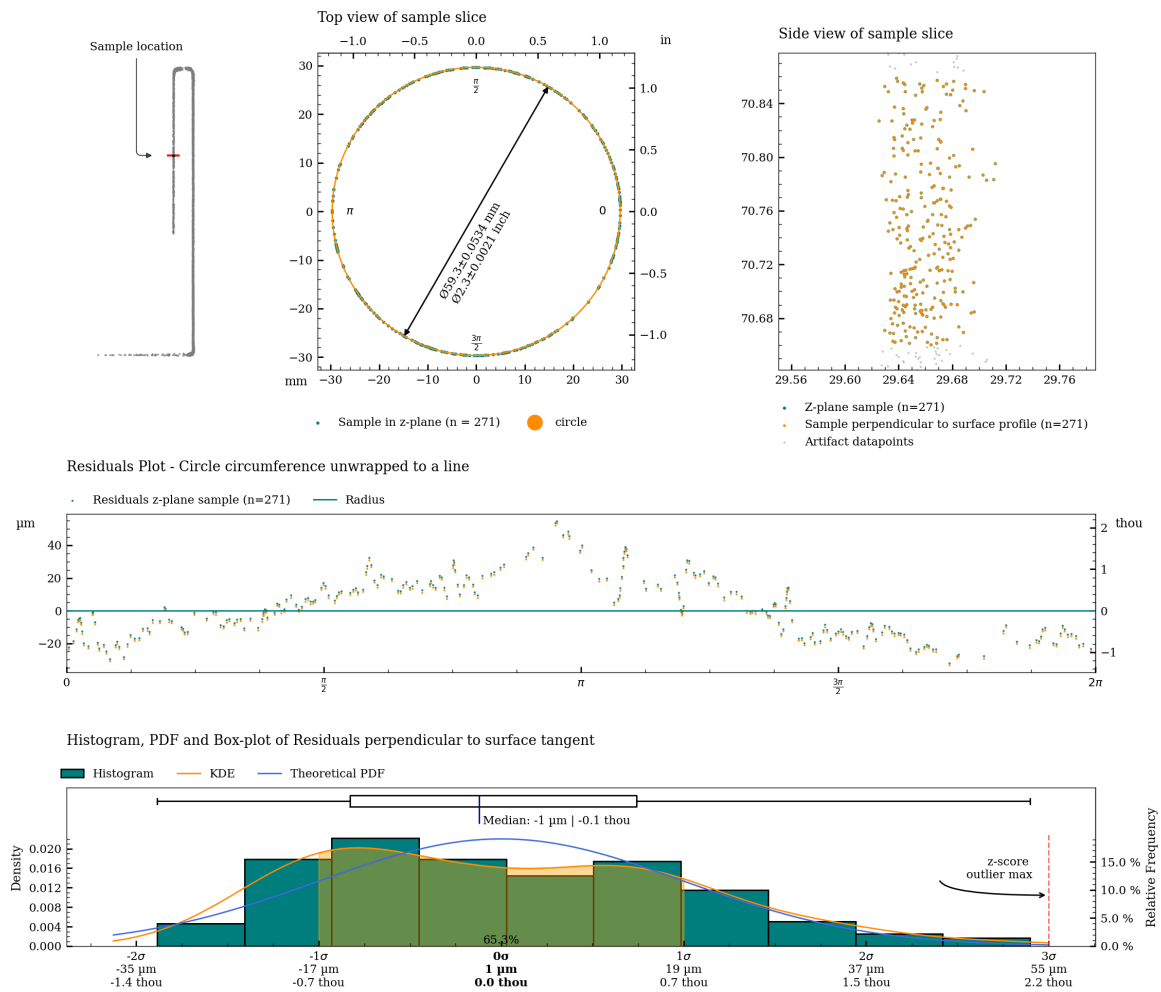 Sample location
Top view of sample slice
−1.0 −0.5 0.0 0.5 1.0 in
30
20
10
0
−10
−20
−30
mm
−30 −20 −10 0 10 20 30
1.0
0.5
0.0
−0.5
−1.0
π/2
π
0
3π/2
Ø59.3±0.0534 mm
Ø2.3±0.0021 inch
Sample in z-plane (n = 271) circle
Side view of sample slice
70.84
70.80
70.76
70.72
70.68
29.56 29.60 29.64 29.68 29.72 29.76
Z-plane sample (n=271)
Sample perpendicular to surface profile (n=271)
Artifact datapoints
Residuals Plot - Circle circumference unwrapped to a line
Residuals z-plane sample (n=271) Radius
µm
40
20
0
−20
2 thou
1
0
−1
0 π/2 π 3π/2 2π
Histogram, PDF and Box-plot of Residuals perpendicular to surface tangent
Histogram KDE Theoretical PDF
Median: -1 µm | -0.1 thou
Density
0.020
0.016
0.012
0.008
0.004
0.000
z-score
outlier max
65.3%
15.0 %
10.0 %
5.0 %
0.0 %
Relative Frequency
-2σ -1σ 0σ 1σ 2σ 3σ
-35 µm -17 µm 1 µm 19 µm 37 µm 55 µm
-1.4 thou -0.7 thou 0.0 thou 0.7 thou 1.5 thou 2.2 thou